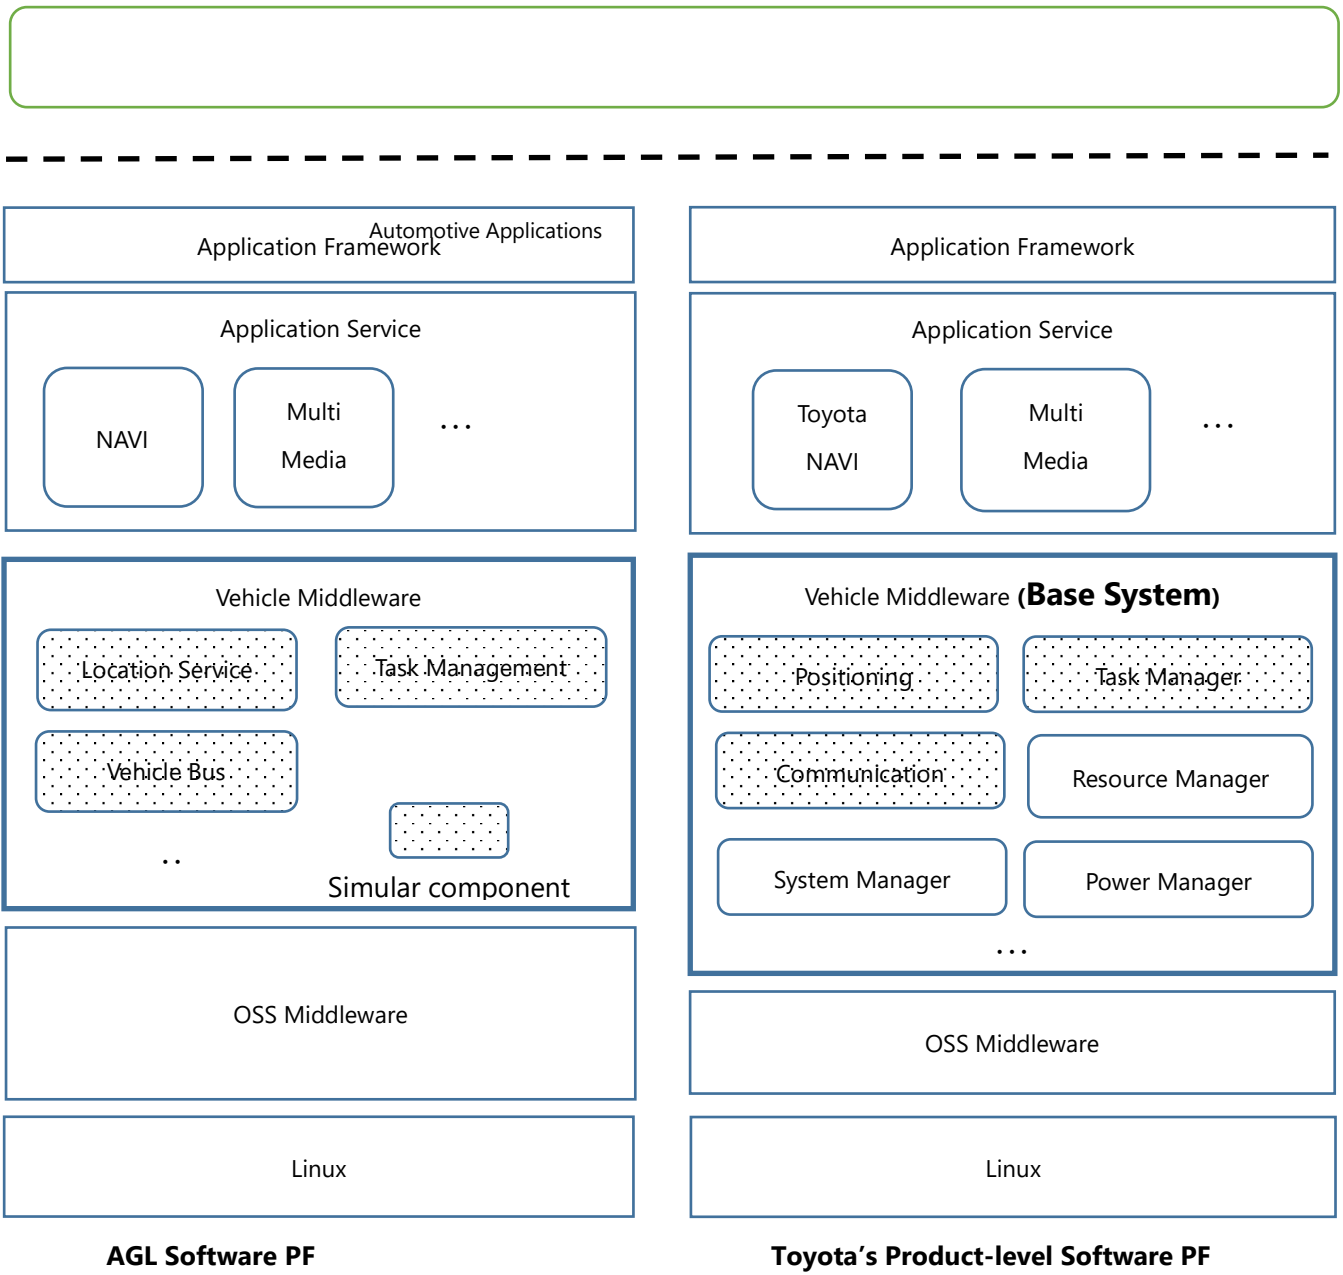 Automotive Applications
Application Framework
Application Service
NAVI
Multi
Media
...
Vehicle Middleware
Location Service
Task Management
Vehicle Bus
..
Simular component
OSS Middleware
Linux
AGL Software PF
Application Framework
Application Service
Toyota
NAVI
Multi
Media
...
Vehicle Middleware (Base System)
Positioning
Task Manager
Communication
Resource Manager
System Manager
Power Manager
...
OSS Middleware
Linux
Toyota’s Product-level Software PF